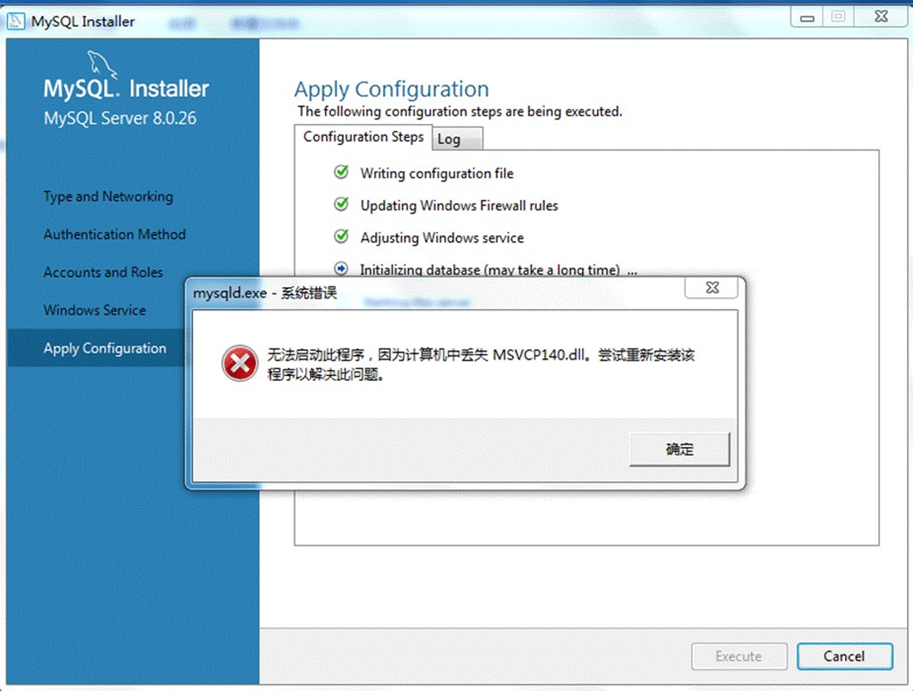 MySQL Installer
MySQL. Installer
MySQL Server 8.0.26
Type and Networking
Authentication Method
Accounts and Roles
Windows Service
Apply Configuration
Apply Configuration
The following configuration steps are being executed.
Configuration Steps
Log
Writing configuration file
Updating Windows Firewall rules
Adjusting Windows service
Initializing database (may take a long time) ...
mysqld.exe - 系统错误
无法启动此程序，因为计算机中丢失 MSVCP140.dll。尝试重新安装该
程序以解决此问题。
确定
Execute
Cancel